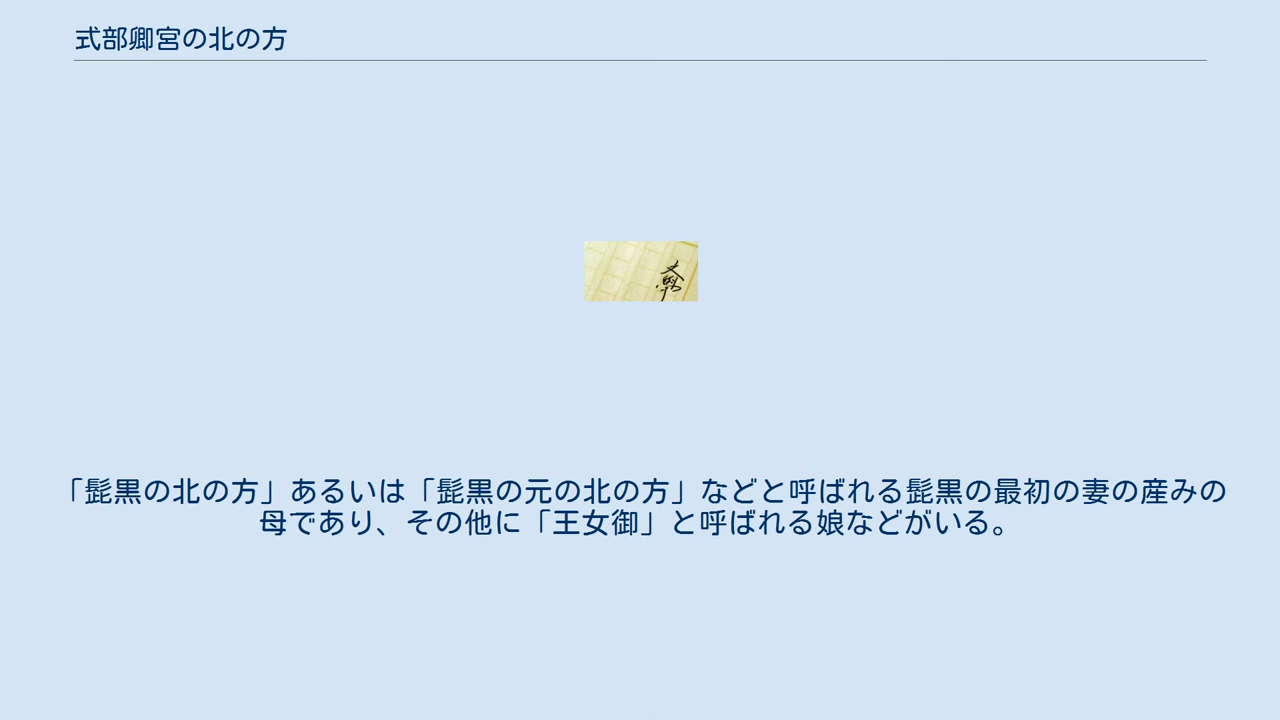 式部卿宮の北の方
「髭黒の北の方」あるいは「髭黒の元の北の方」などと呼ばれる髭黒の最初の妻の産みの
母であり、その他に「王女御」と呼ばれる娘などがいる。